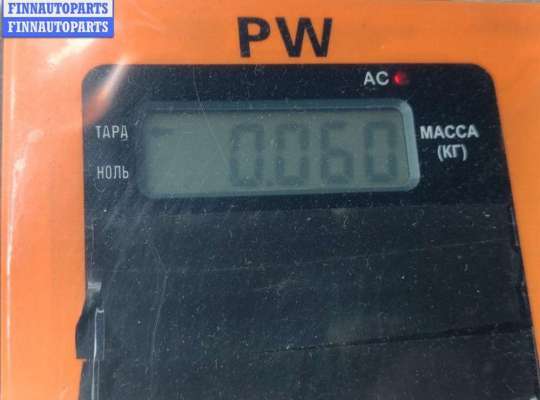 FINNAUTOPARTS
FINNAUTOPARTS
PW
AC
ТАРА
0.060
МАССА
(КГ)
НОЛЬ